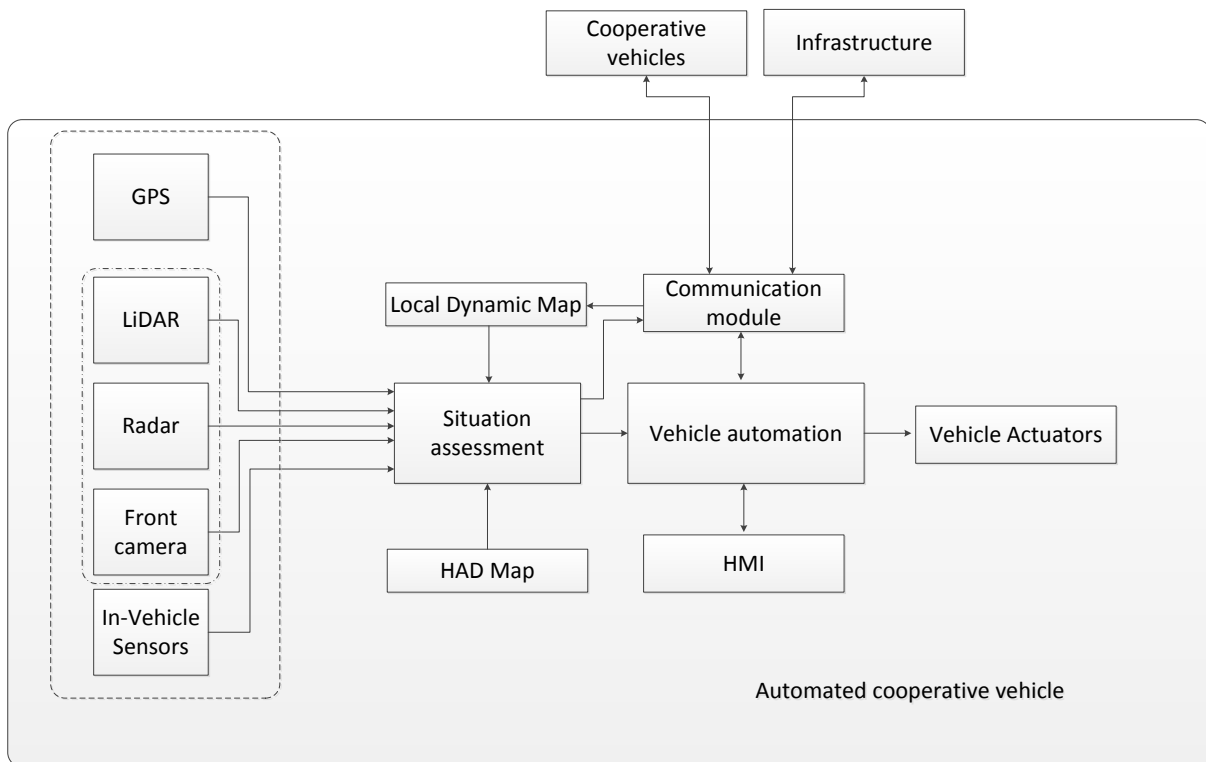 Cooperative
vehicles
Infrastructure
GPS
LiDAR
Radar
Front
camera
In-Vehicle
Sensors
Local Dynamic Map
Communication
module
Situation
assessment
Vehicle automation
Vehicle Actuators
HAD Map
HMI
Automated cooperative vehicle